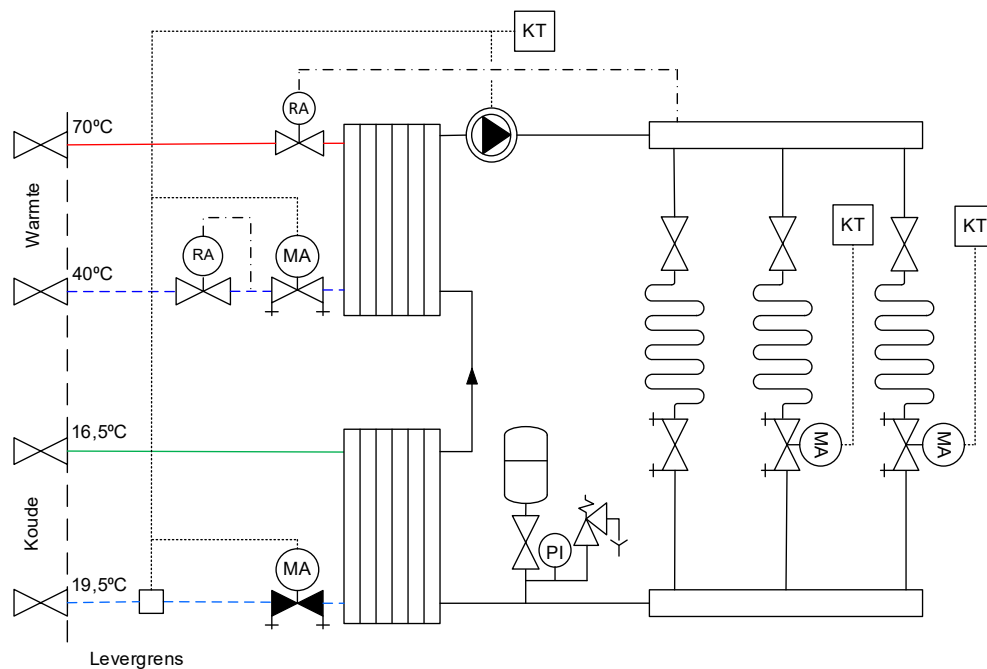 KT
70ºC
RA
Warmte
RA
MA
KT
KT
40ºC
16,5ºC
MA
MA
Koude
PI
19,5ºC
MA
Levergrens